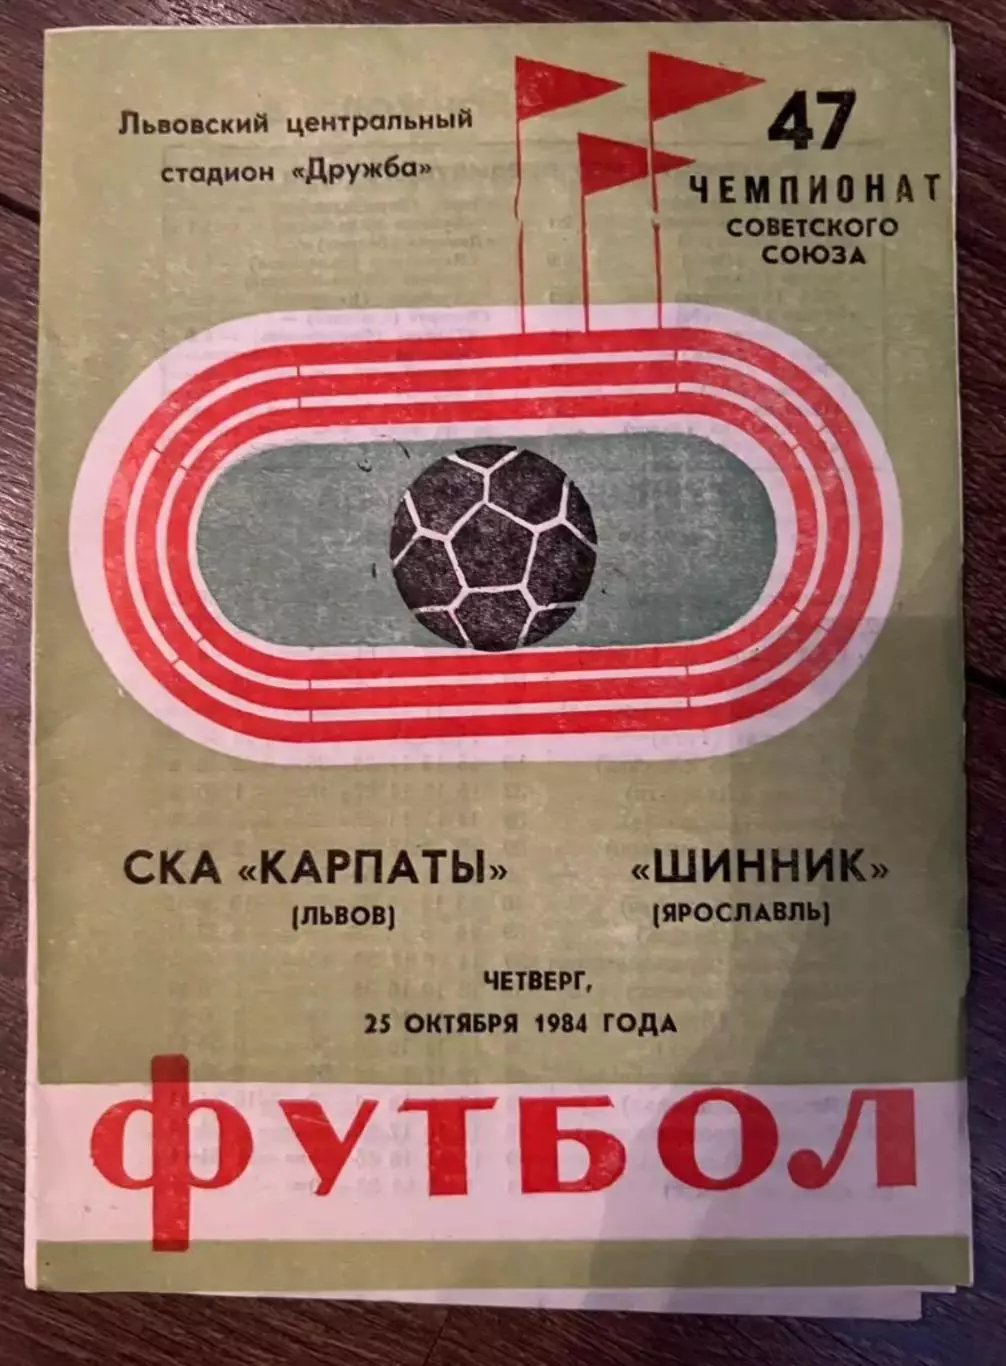 Львовский центральный
стадион «Дружба»
47
ЧЕМПИОНАТ
СОВЕТСКОГО
СОЮЗА
СКА «КАРПАТЫ»
(ЛЬВОВ)
«ШИННИК»
(ЯРОСЛАВЛЬ)
ЧЕТВЕРГ,
25 ОКТЯБРЯ 1984 ГОДА
ФУТБОЛ